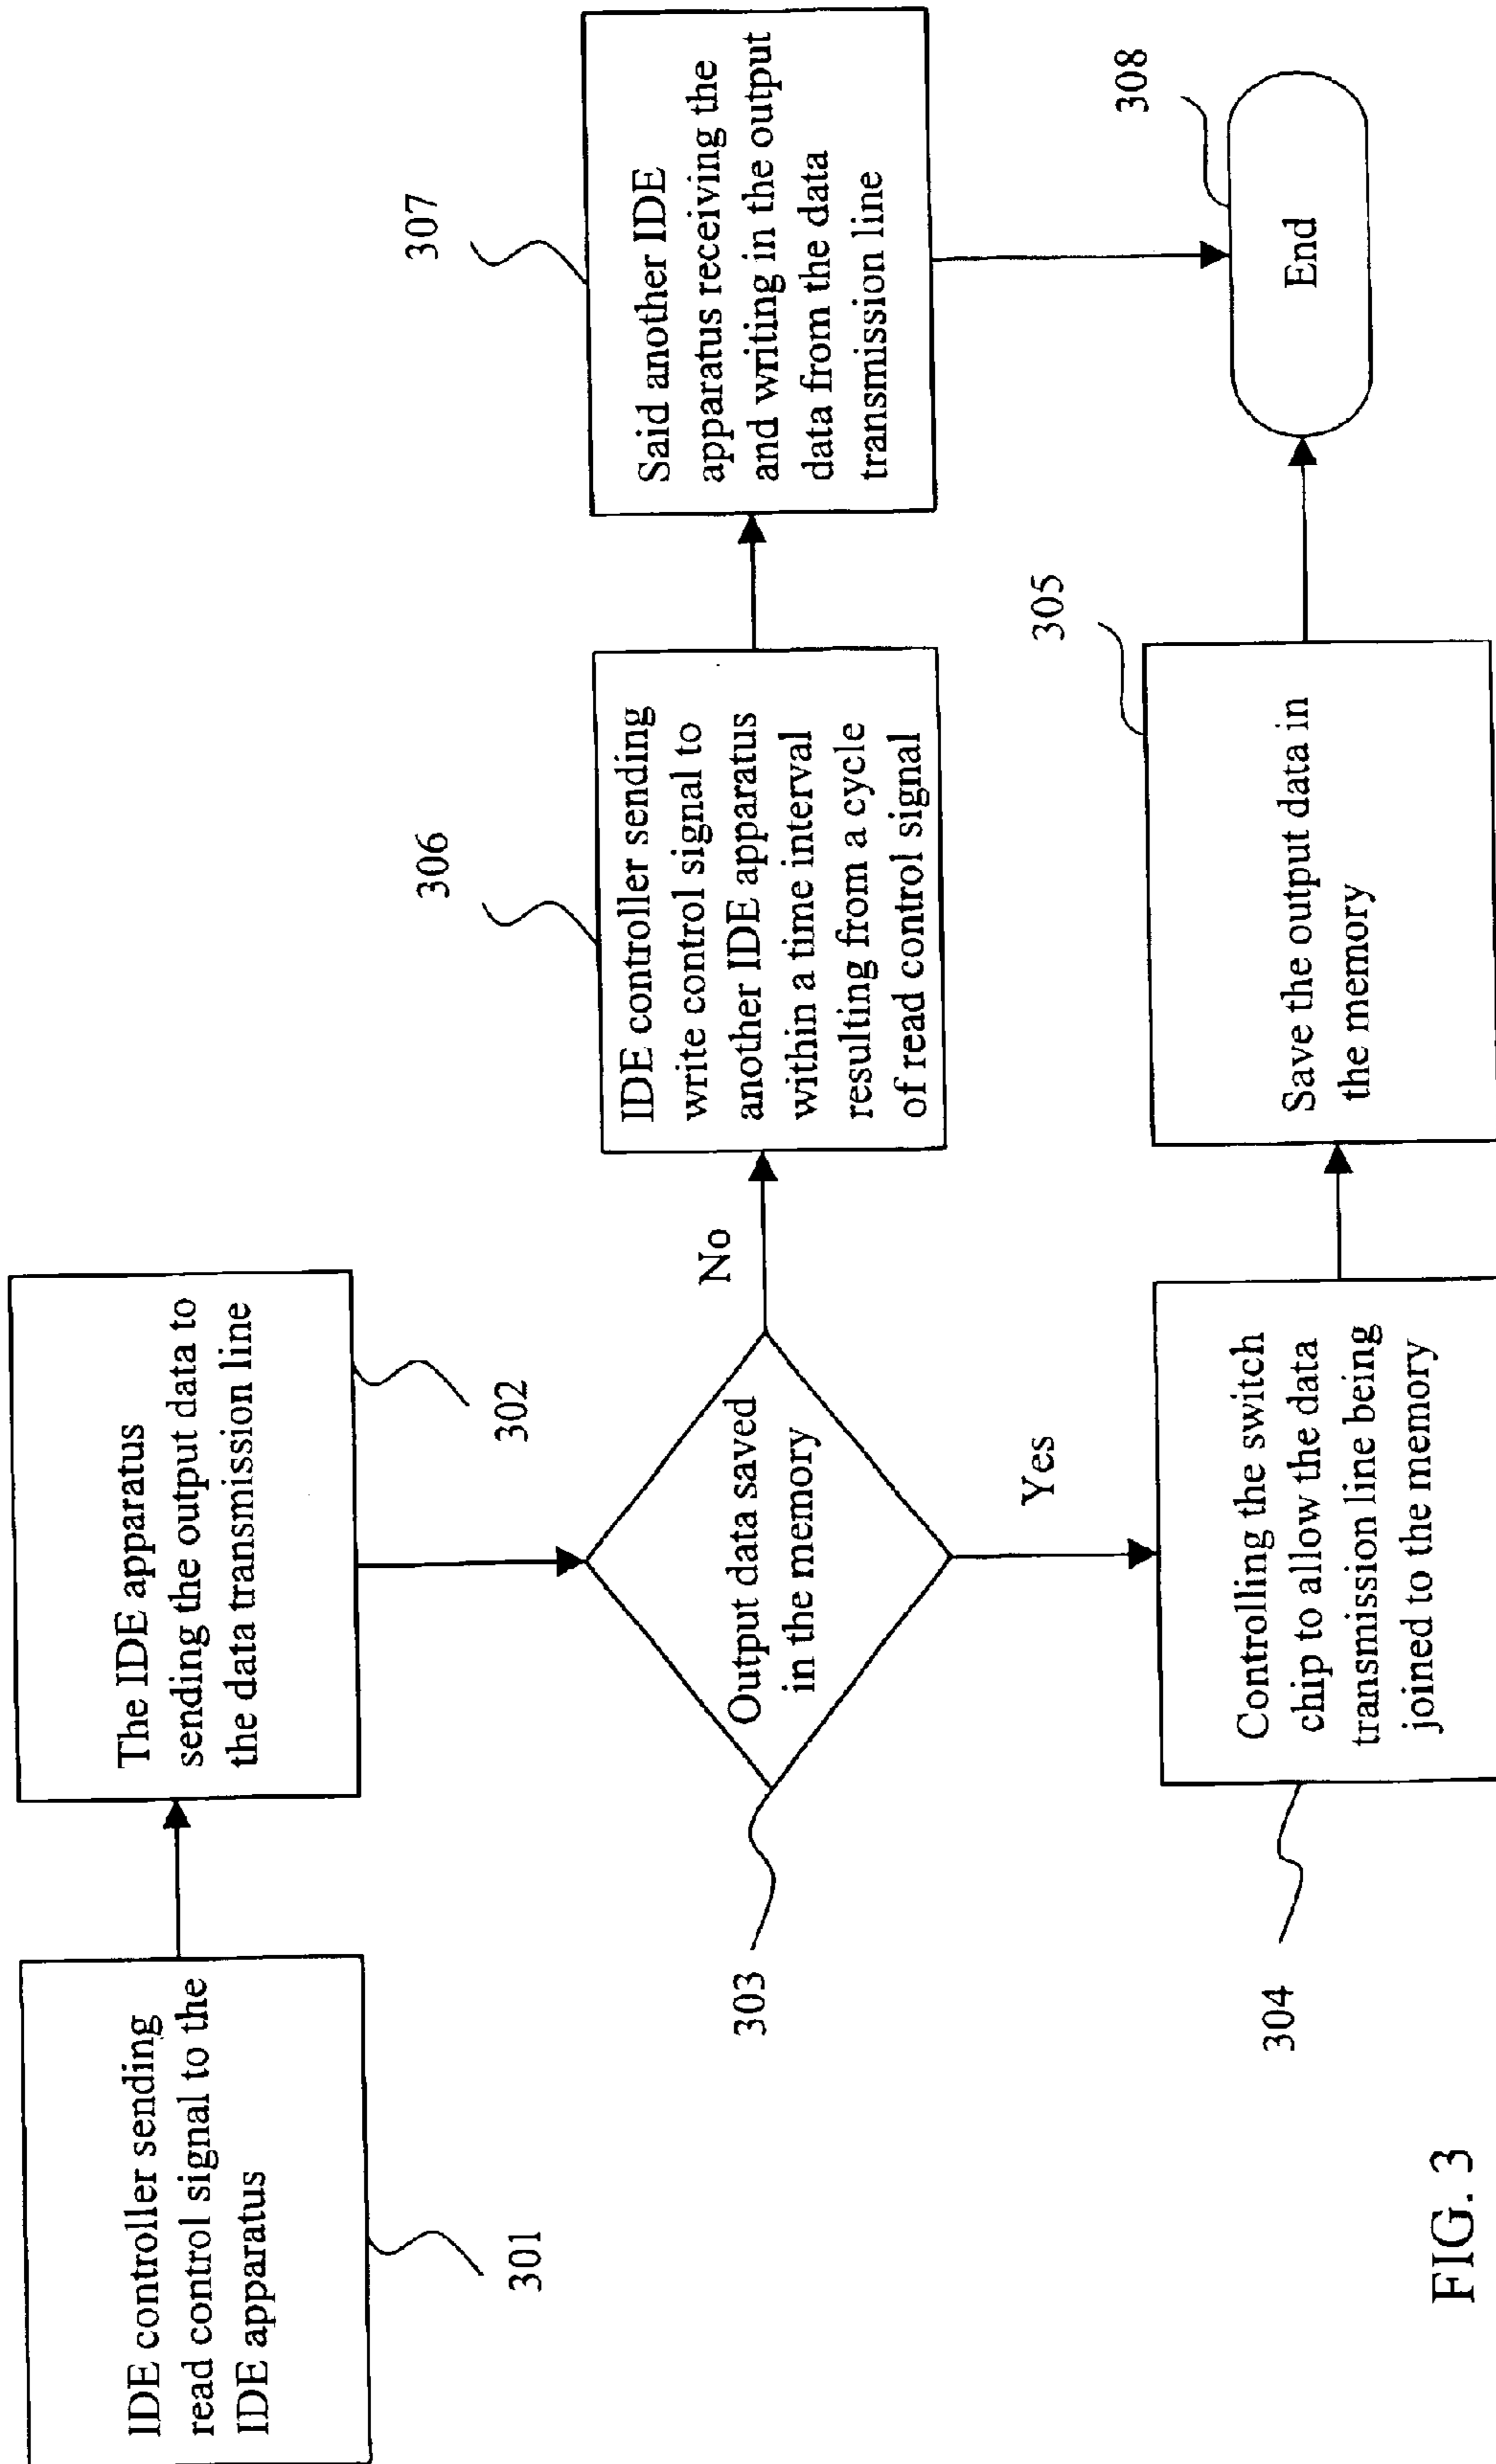 IDE controller sending
read control signal to the
IDE apparatus
301
The IDE apparatus
sending the output data to
the data transmission line
302
Output data saved
in the memory
303
No
Yes
IDE controller sending
write control signal to
another IDE apparatus
within a time interval
resulting from a cycle
of read control signal
306
Said another IDE
apparatus receiving the
and writing in the output
data from the data
transmission line
307
Controlling the switch
chip to allow the data
transmission line being
joined to the memory
304
Save the output data in
the memory
305
End
308
FIG. 3